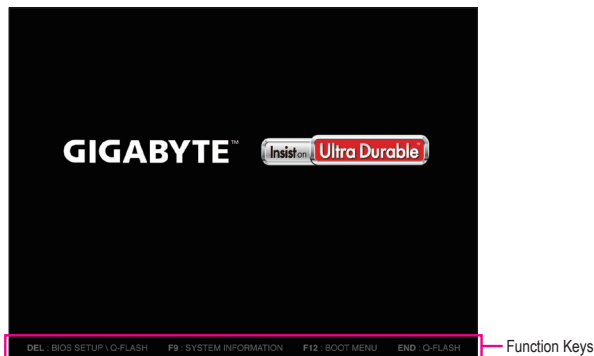 GIGABYTE™
Insist on Ultra Durable™
DEL : BIOS SETUP \ Q-FLASH F9 : SYSTEM INFORMATION F12 : BOOT MENU END : Q-FLASH
Function Keys